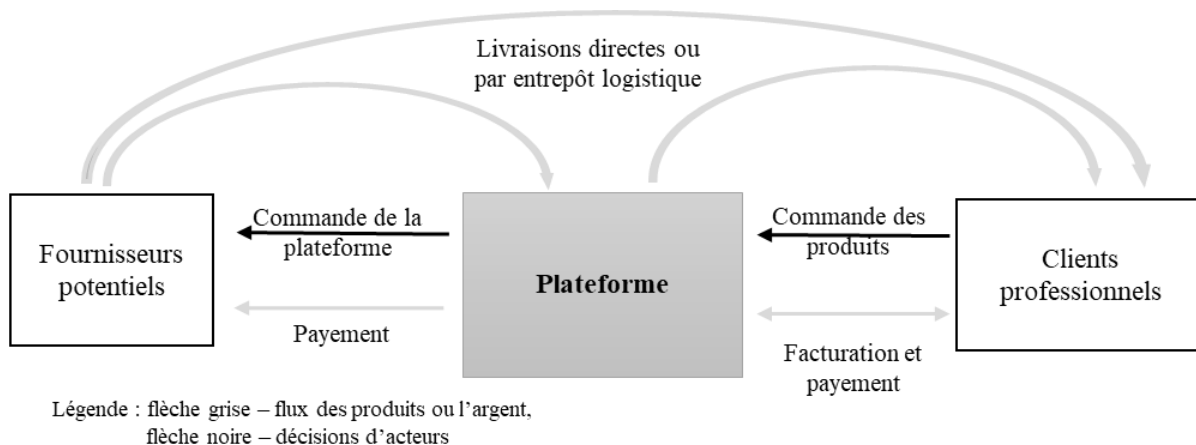 Livraisons directes ou
par entrepôt logistique
Commande de la
plateforme
Commande des
produits
Fournisseurs
potentiels
Plateforme
Clients
professionnels
Payement
Facturation et
payement
Légende : flèche grise – flux des produits ou l’argent,
flèche noire – décisions d’acteurs